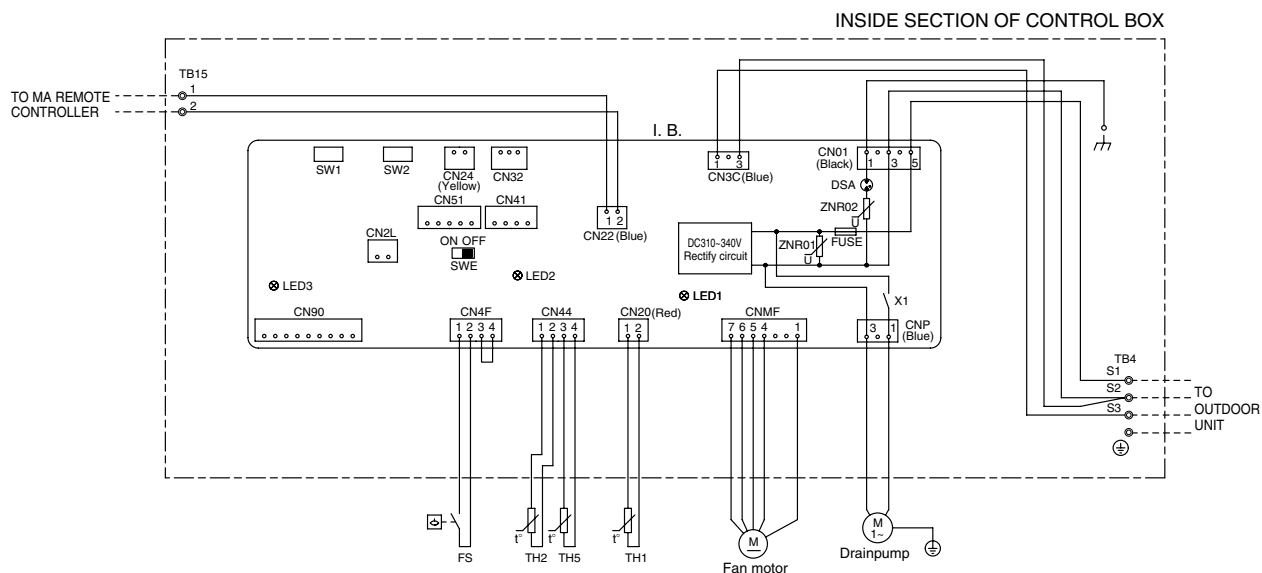 INSIDE SECTION OF CONTROL BOX
TB15
TO MA REMOTE
CONTROLLER
1
2
I. B.
SW1
SW2
CN24
(Yellow)
CN32
CN51
CN41
CN2L
ON OFF
SWE
1 2
CN22(Blue)
1 3
CN3C(Blue)
CN01
(Black)
1 3 5
DSA
ZNR02
U
ZNR01
U
FUSE
DC310~340V
Rectify circuit
LED3
LED2
LED1
X1
CN90
CN4F
1 2 3 4
CN44
1 2 3 4
CN20(Red)
1 2
CNMF
7 6 5 4 1
3 1
CNP
(Blue)
TB4
S1
S2
S3
TO
OUTDOOR
UNIT
FS
t°
TH2
t°
TH5
t°
TH1
M
Fan motor
M
1~
Drainpump